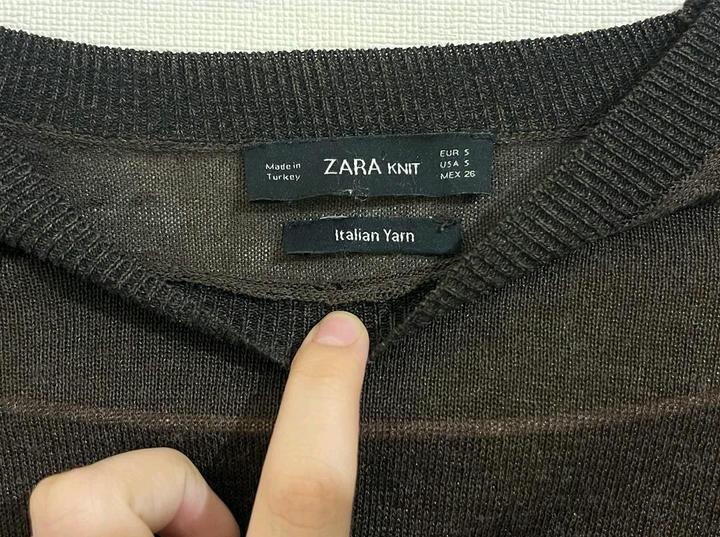 Made in
Turkey
ZARA KNIT
EUR S
USA S
MEX 26
Italian Yarn